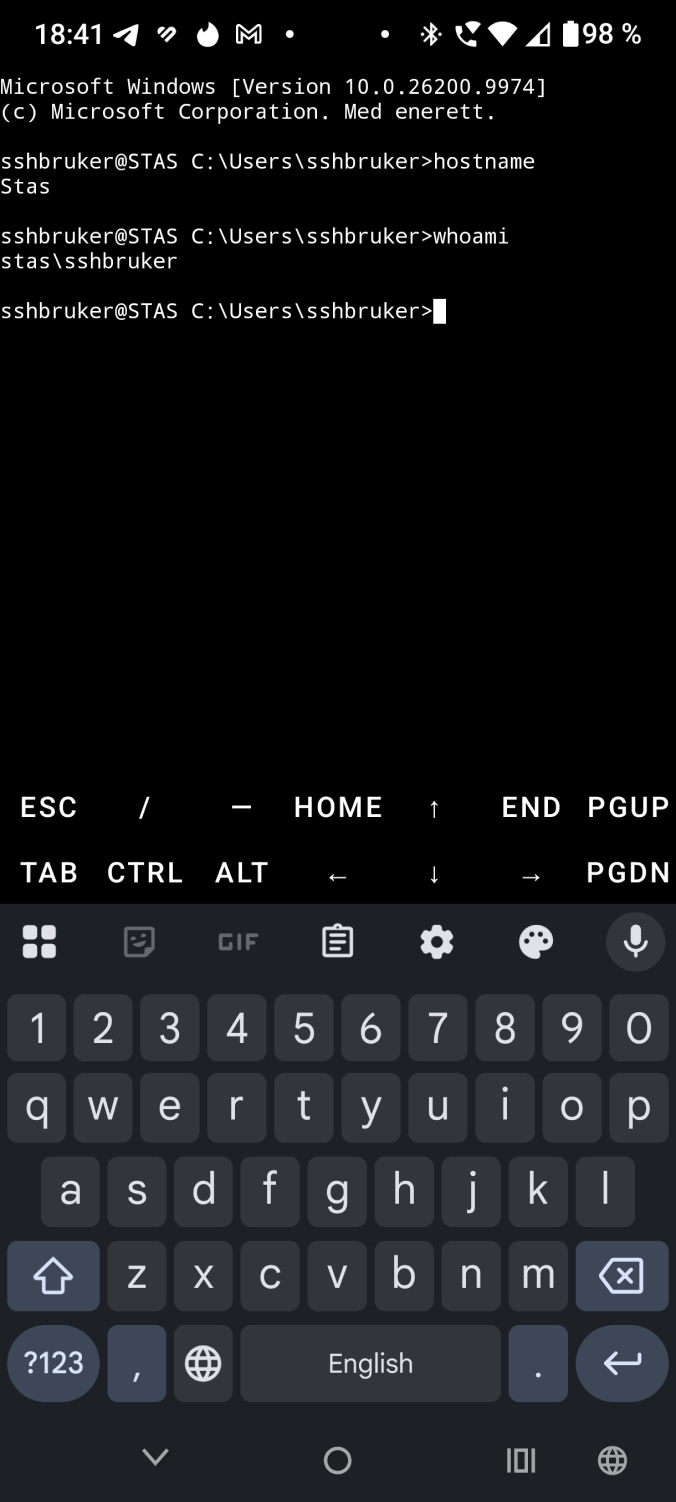 18:41 98 %
Microsoft Windows [Version 10.0.26200.9974]
(c) Microsoft Corporation. Med enerett.
sshbruker@STAS C:\Users\sshbruker>hostname
Stas
sshbruker@STAS C:\Users\sshbruker>whoami
stas\sshbruker
sshbruker@STAS C:\Users\sshbruker>
ESC / — HOME ↑ END PGUP
TAB CTRL ALT ← ↓ → PGDN
GIF
1 2 3 4 5 6 7 8 9 0
q w e r t y u i o p
a s d f g h j k l
z x c v b n m
?123 , English .